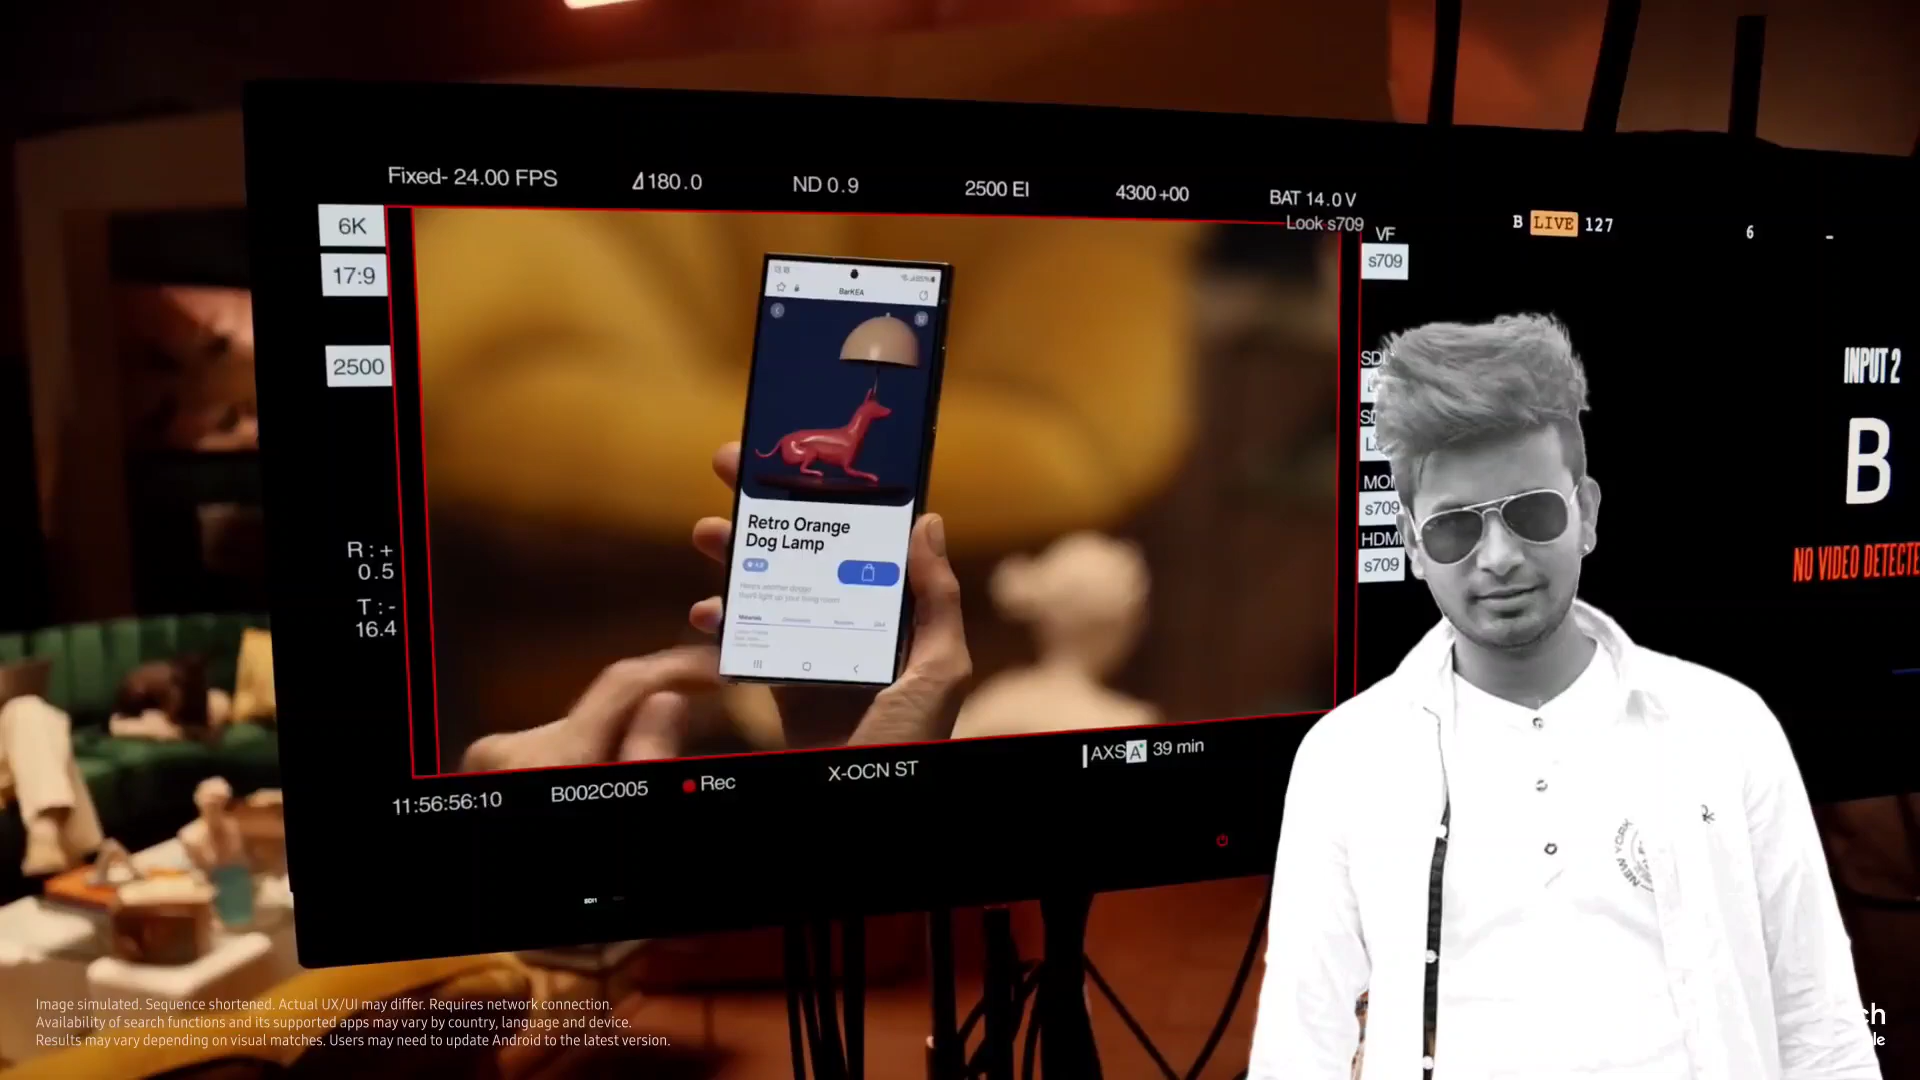 Fixed- 24.00 FPS
⊿180.0
ND 0.9
2500 EI
4300+00
BAT 14.0 V
Look s709
6K
17:9
2500
R : +
0.5
T : -
16.4
VF
s709
MO
s709
HDMI
s709
B LIVE 127
6
INPUT 2
B
NO VIDEO DETECTE
BarKEA
Retro Orange
Dog Lamp
11:56:56:10
B002C005
Rec
X-OCN ST
AXS A 39 min
NEW YORK
Image simulated. Sequence shortened. Actual UX/UI may differ. Requires network connection.
Availability of search functions and its supported apps may vary by country, language and device.
Results may vary depending on visual matches. Users may need to update Android to the latest version.